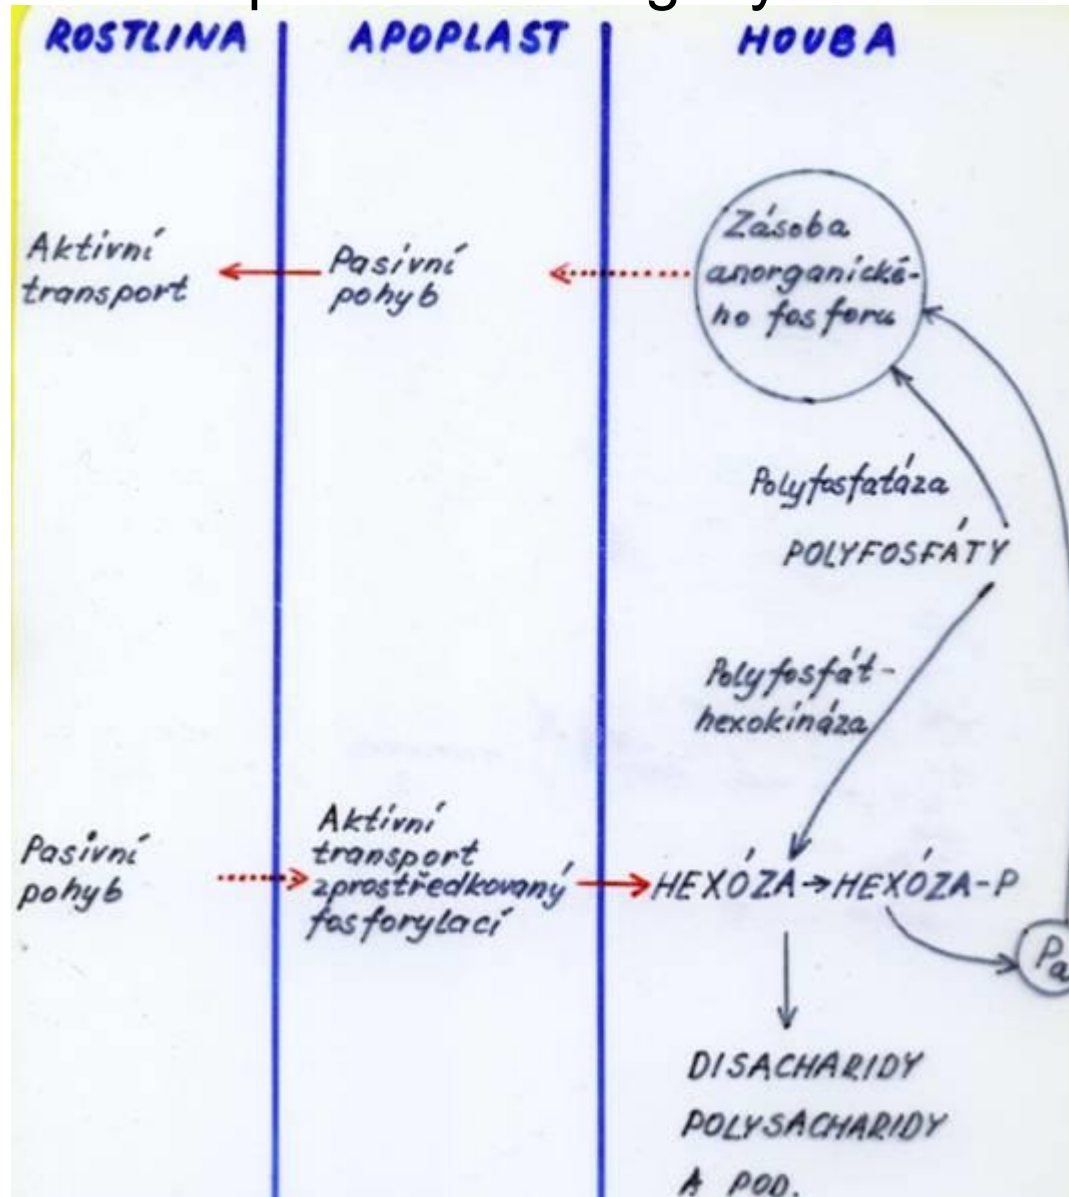 ROSTLINA
APOPLAST
HOUBA
Zásoba
anorganické-
ho fosforu
Aktivní
transport
Pasivní
pohyb
Polyfosfatáza
POLYFOSFÁTY
Polyfosfát-
hexokináza
Pasivní
pohyb
Aktivní
transport
zprostředkovaný
fosforylací
HEXÓZA → HEXÓZA-P
Pa
DISACHARIDY
POLYSACHARIDY
A POD.